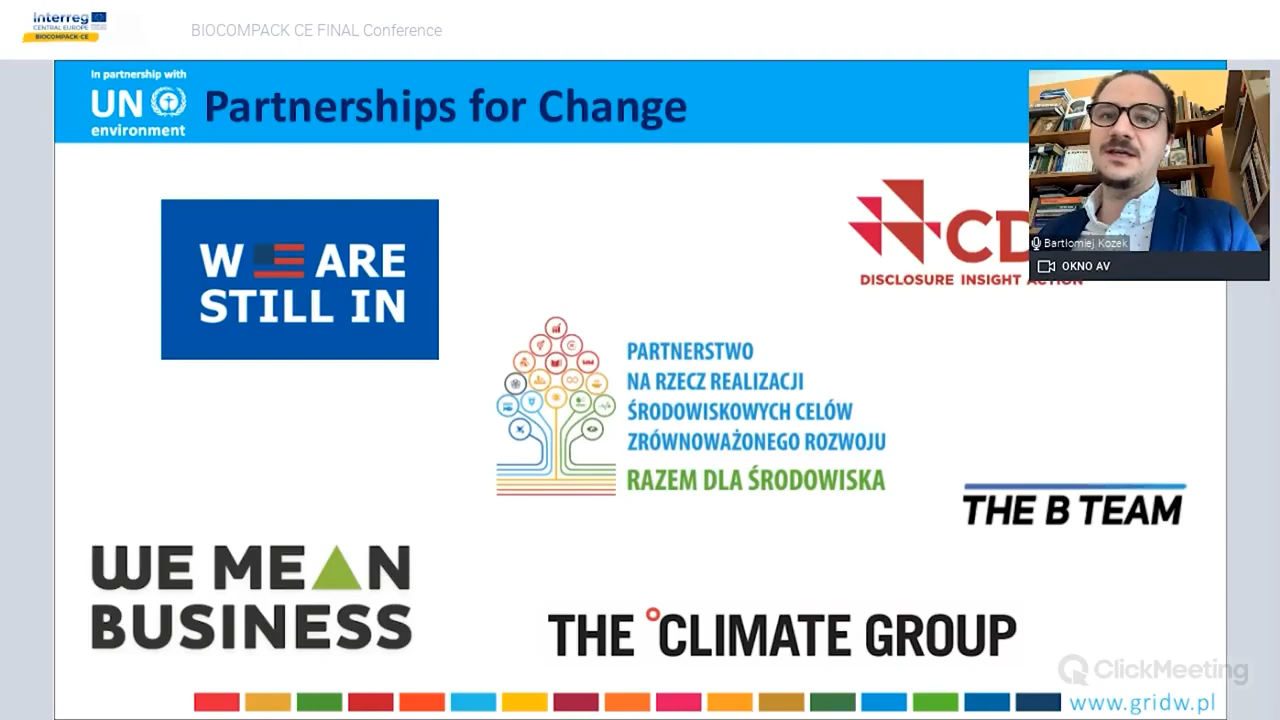 Interreg
CENTRAL EUROPE
BIOCOMPACK-CE
BIOCOMPACK CE FINAL Conference
In partnership with
UN
environment
Partnerships for Change
W ARE
STILL IN
CD
DISCLOSURE INSIGHT ACTION
Bartłomiej Kozek
OKNO AV
PARTNERSTWO
NA RZECZ REALIZACJI
ŚRODOWISKOWYCH CELÓW
ZRÓWNOWAŻONEGO ROZWOJU
RAZEM DLA ŚRODOWISKA
THE B TEAM
WE MEAN
BUSINESS
THE °CLIMATE GROUP
ClickMeeting
www.gridw.pl